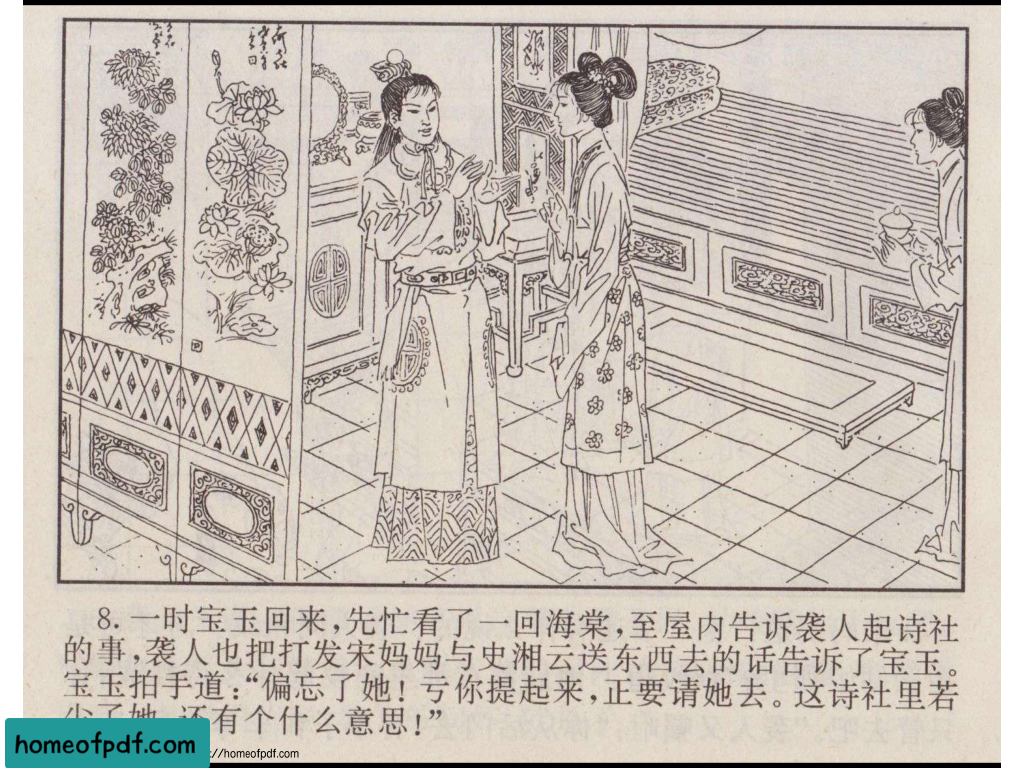 8. 一时宝玉回来,先忙看了一回海棠,至屋内告诉袭人起诗社
的事,袭人也把打发宋妈妈与史湘云送东西去的话告诉了宝玉。
宝玉拍手道:“偏忘了她!亏你提起来,正要请她去。这诗社里若
少了她,还有个什么意思!”
homeofpdf.com
://homeofpdf.com